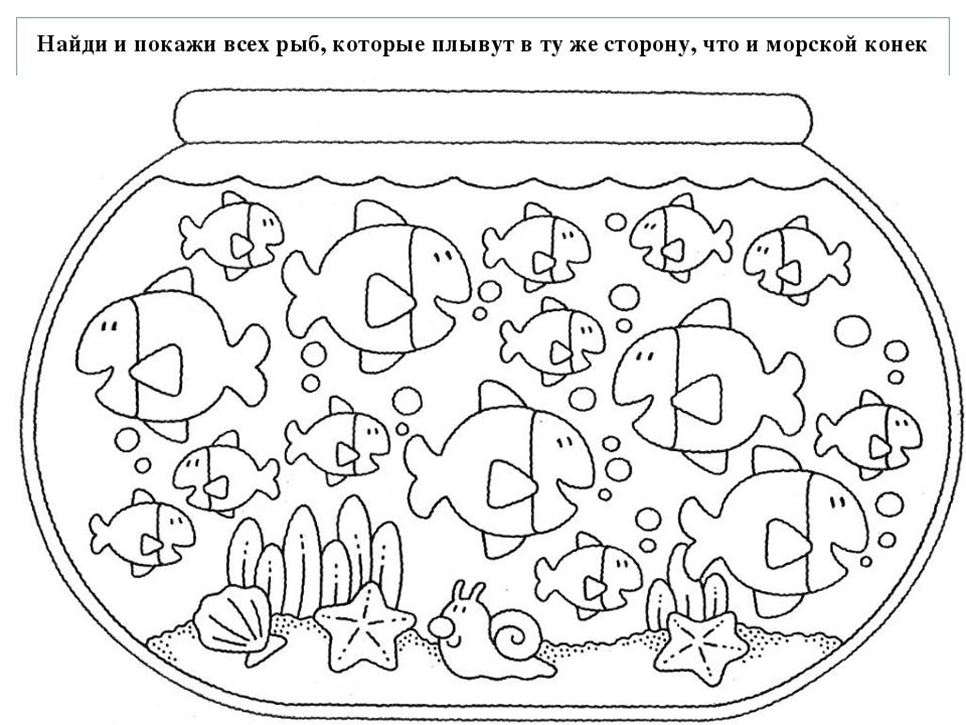 Найди и покажи всех рыб, которые плывут в ту же сторону, что и морской конек